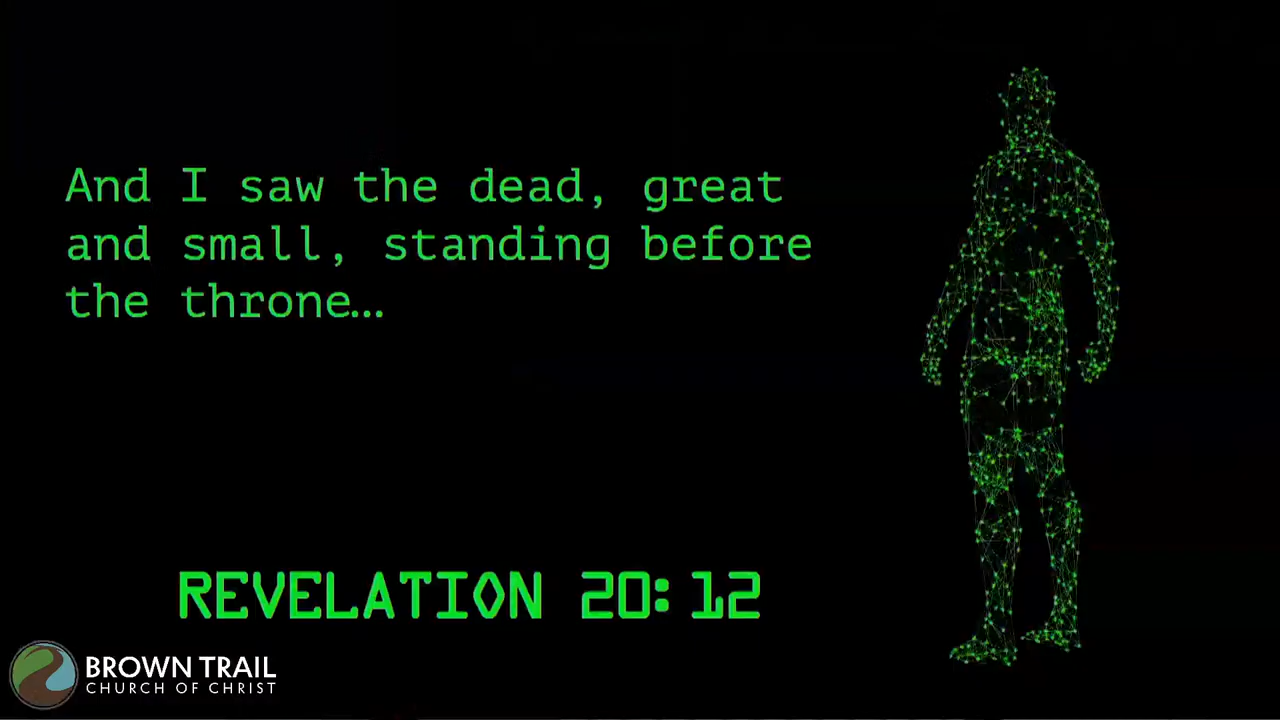 And I saw the dead, great
and small, standing before
the throne…
REVELATION 20:12
BROWN TRAIL
CHURCH OF CHRIST